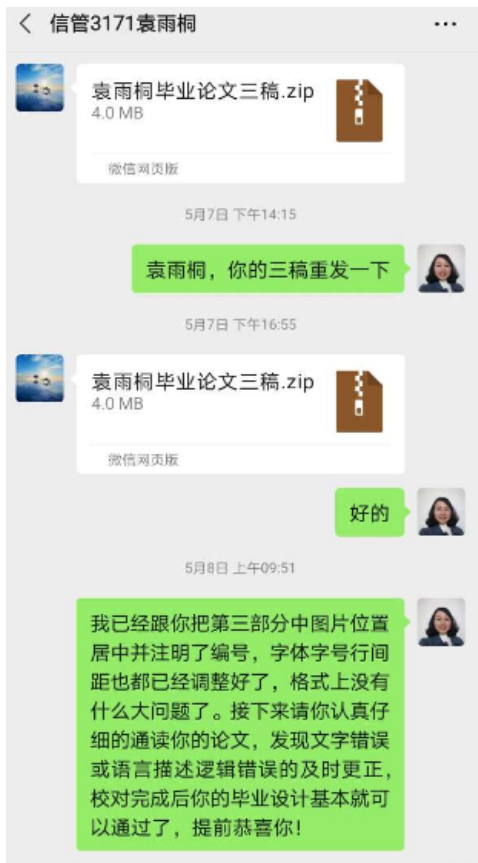 信管3171袁雨桐
袁雨桐毕业论文三稿.zip
4.0 MB
微信网页版
5月7日 下午14:15
袁雨桐，你的三稿重发一下
5月7日 下午16:55
袁雨桐毕业论文三稿.zip
4.0 MB
微信网页版
好的
5月8日 上午09:51
我已经跟你把第三部分中图片位置
居中并注明了编号，字体字号行间
距也都已经调整好了，格式上没有
什么大问题了。接下来请你认真仔
细的通读你的论文，发现文字错误
或语言描述逻辑错误的及时更正，
校对完成后你的毕业设计基本就可
以通过了，提前恭喜你！